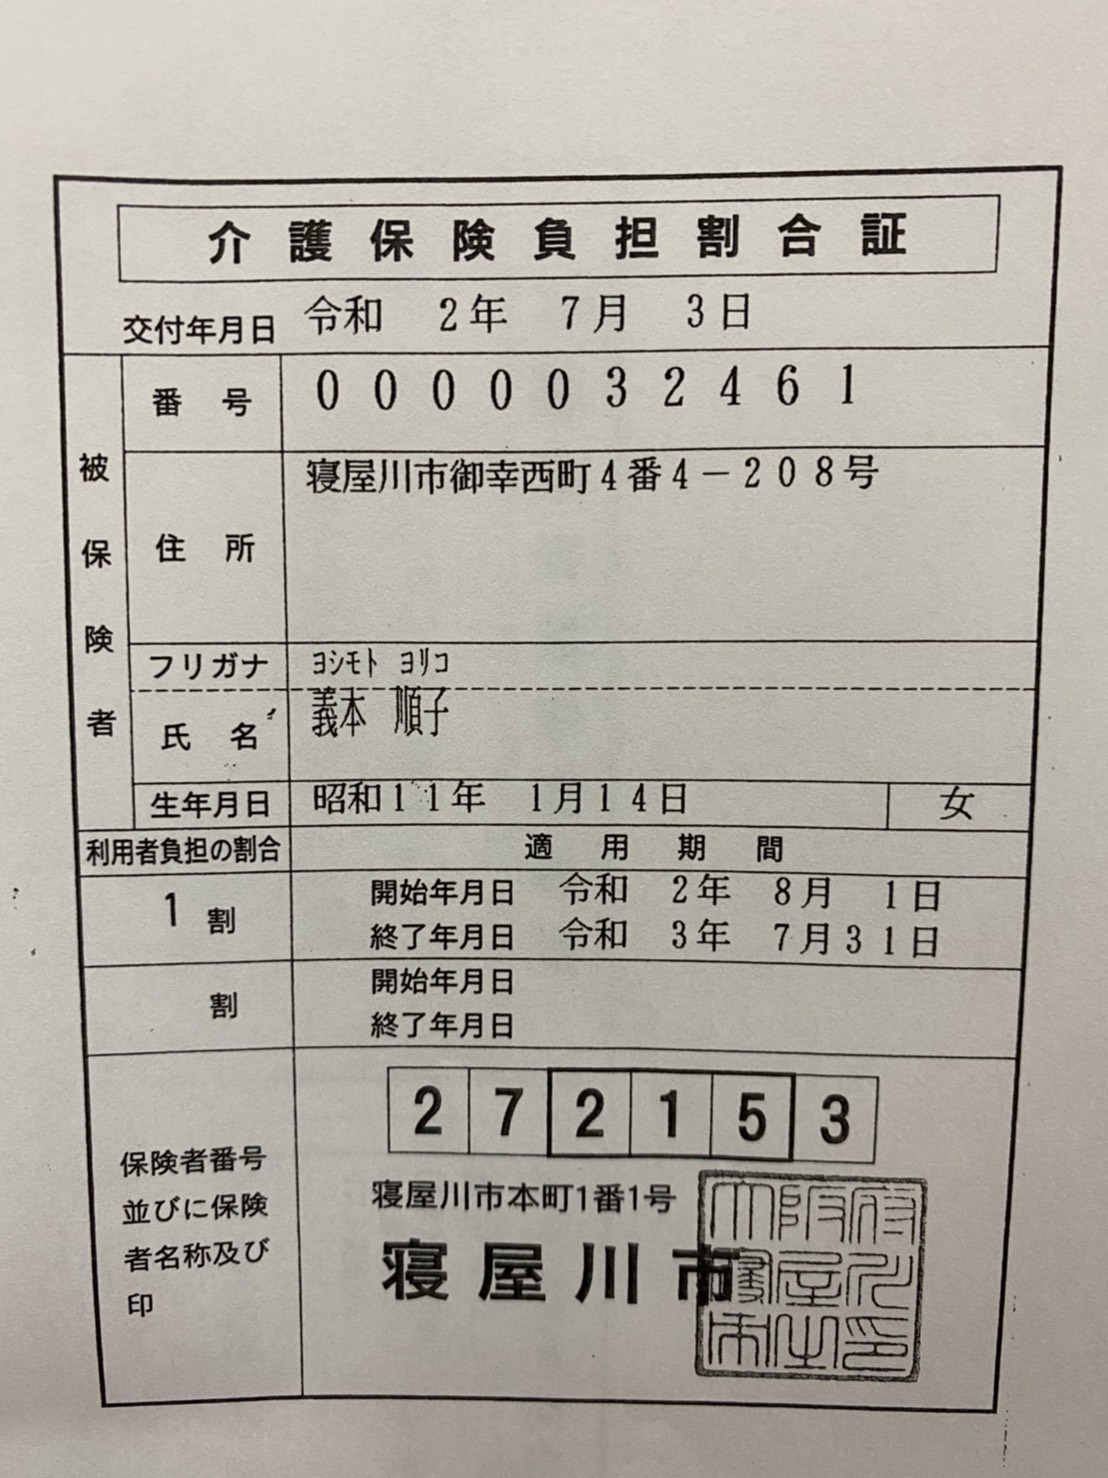 介護保険負担割合証
交付年月日 令和 2年 7月 3日
被保険者
番号 0000032461
住所 寝屋川市御幸西町4番4-208号
フリガナ ヨシモト ヨリコ
氏名 義本 順子
生年月日 昭和11年 1月14日 女
利用者負担の割合 適用期間
1割 開始年月日 令和 2年 8月 1日
終了年月日 令和 3年 7月31日
割 開始年月日
終了年月日
保険者番号
並びに保険
者名称及び
印
272153
寝屋川市本町1番1号
寝屋川市